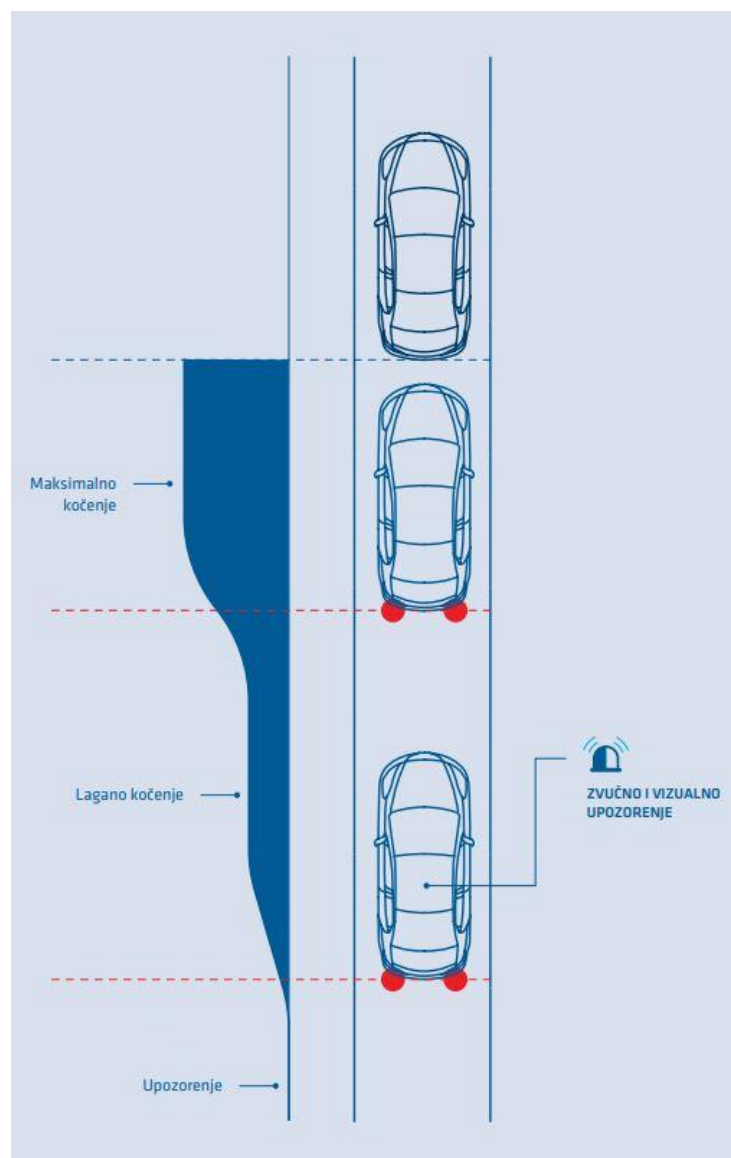 Maksimalno
kočenje
Lagano kočenje
ZVUČNO I VIZUALNO
UPOZORENJE
Upozorenje